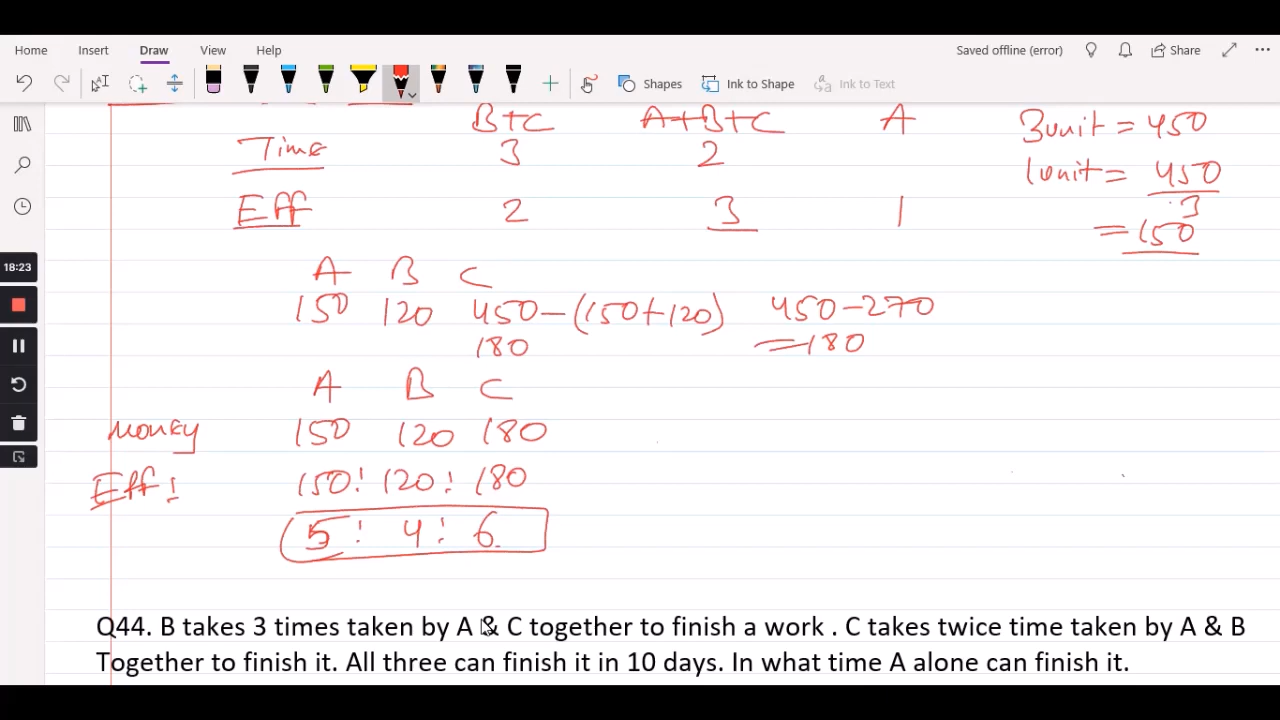 Home Insert Draw View Help Saved offline (error) Share
Shapes Ink to Shape Ink to Text
B+C A+B+C A 3unit = 450
Time 3 2 1unit = 450
3
Eff 2 3 1 = 150
18:23
A B C
150 120 450-(150+120) 450-270
180 =180
A B C
Money 150 120 180
Eff: 150: 120: 180
5: 4: 6
Q44. B takes 3 times taken by A & C together to finish a work . C takes twice time taken by A & B
Together to finish it. All three can finish it in 10 days. In what time A alone can finish it.